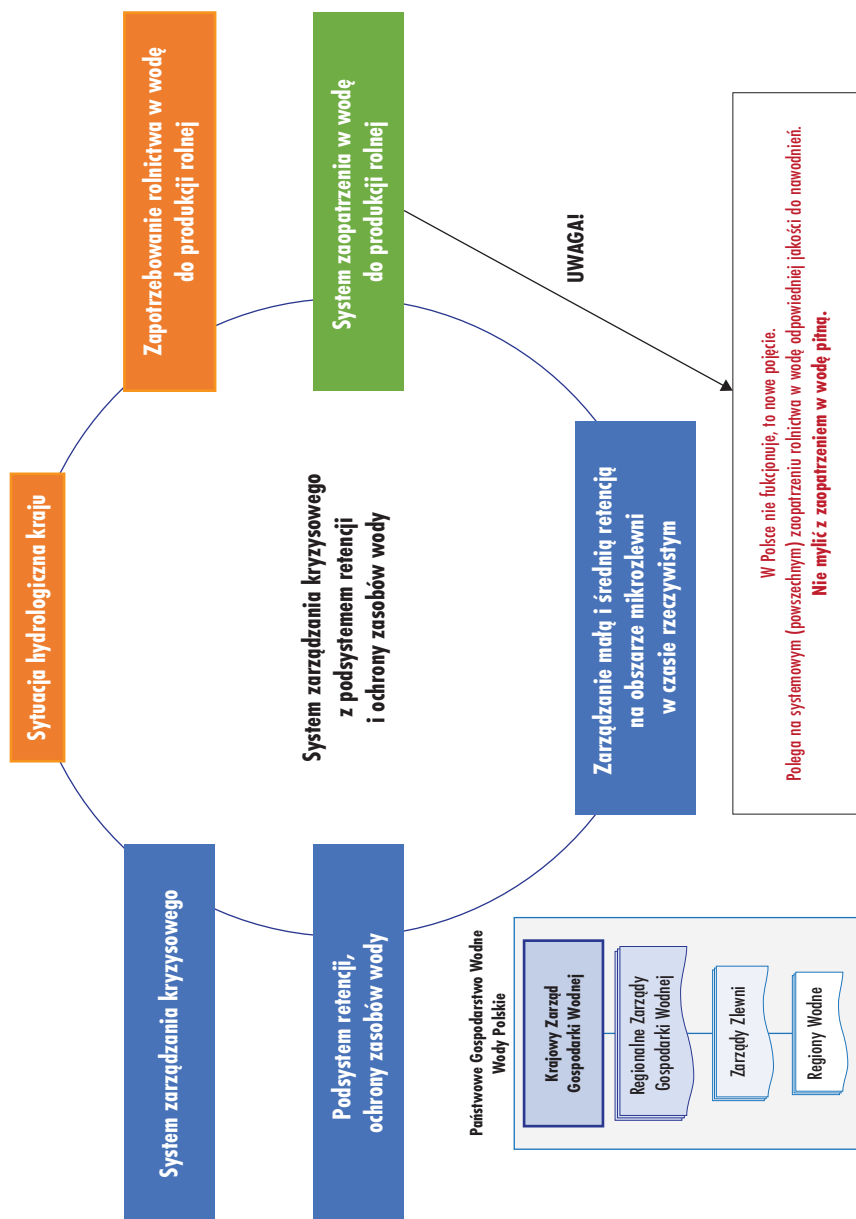 Sytuacja hydrologiczna kraju
System zarządzania kryzysowego
Zapotrzebowanie rolnictwa w wodę
do produkcji rolnej
Podsystem retencji,
ochrony zasobów wody
System zarządzania kryzysowego
z podsystemem retencji
i ochrony zasobów wody
System zaopatrzenia w wodę
do produkcji rolnej
Zarządzanie małą i średnią retencją
na obszarze mikrozlewni
w czasie rzeczywistym
UWAGA!
Państwowe Gospodarstwo Wodne
Wody Polskie
Krajowy Zarząd
Gospodarki Wodnej
Regionalne Zarządy
Gospodarki Wodnej
Zarządy Zlewni
Regiony Wodne
W Polsce nie fukcjonuje, to nowe pojęcie.
Polega na systemowym (powszechnym) zaopatrzeniu rolnictwa w wodę odpowiedniej jakości do nawodnień.
Nie mylić z zaopatrzeniem w wodę pitną.